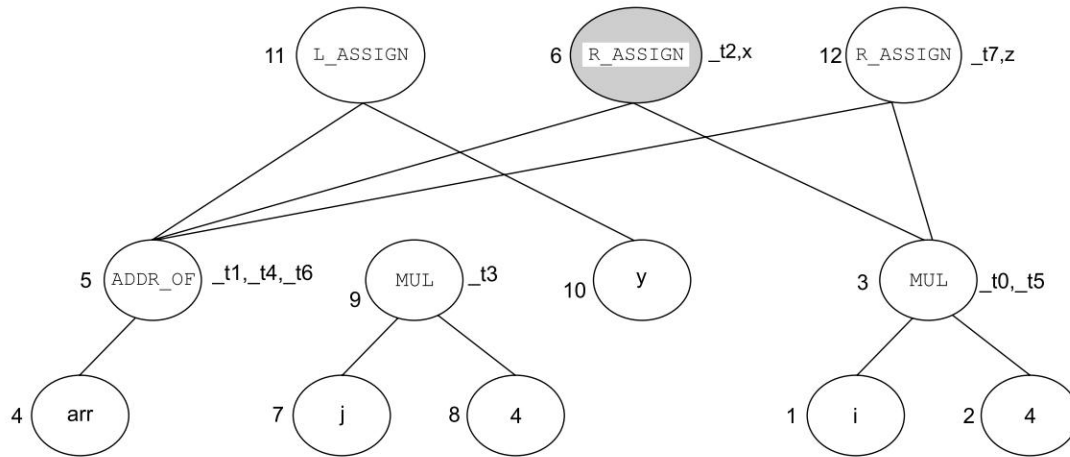 11 L_ASSIGN 6 R_ASSIGN _t2,x 12 R_ASSIGN _t7,z
5 ADDR_OF _t1,_t4,_t6 9 MUL _t3 10 y 3 MUL _t0,_t5
4 arr 7 j 8 4 1 i 2 4